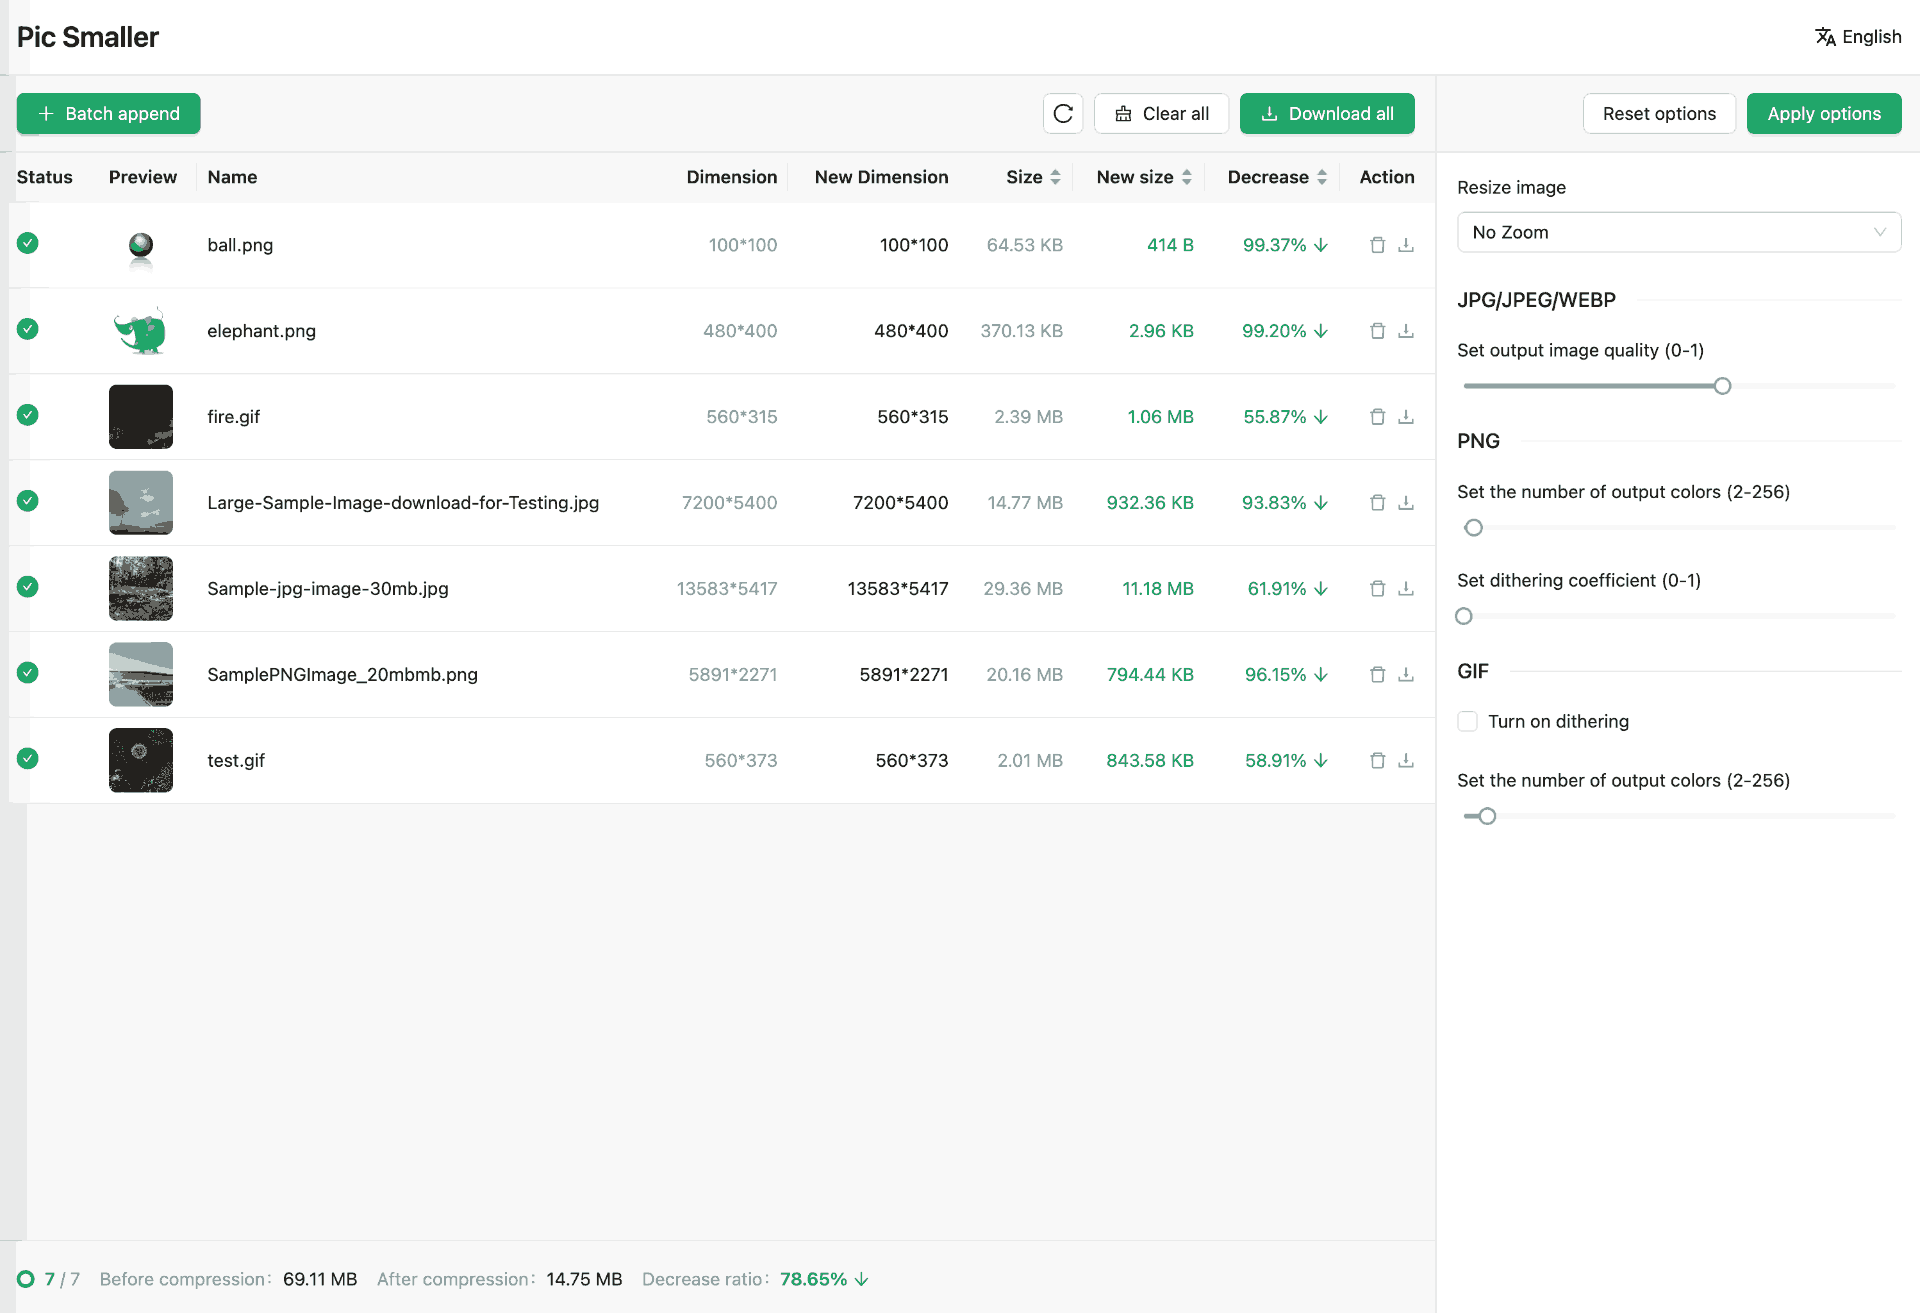 Pic Smaller
English
Batch append
Clear all
Download all
Reset options
Apply options
Status Preview Name Dimension New Dimension Size New size Decrease Action
ball.png 100*100 100*100 64.53 KB 414 B 99.37% ↓
elephant.png 480*400 480*400 370.13 KB 2.96 KB 99.20% ↓
fire.gif 560*315 560*315 2.39 MB 1.06 MB 55.87% ↓
Large-Sample-Image-download-for-Testing.jpg 7200*5400 7200*5400 14.77 MB 932.36 KB 93.83% ↓
Sample-jpg-image-30mb.jpg 13583*5417 13583*5417 29.36 MB 11.18 MB 61.91% ↓
SamplePNGImage_20mbmb.png 5891*2271 5891*2271 20.16 MB 794.44 KB 96.15% ↓
test.gif 560*373 560*373 2.01 MB 843.58 KB 58.91% ↓
7 / 7 Before compression: 69.11 MB After compression: 14.75 MB Decrease ratio: 78.65% ↓
Resize image
No Zoom
JPG/JPEG/WEBP
Set output image quality (0-1)
PNG
Set the number of output colors (2-256)
Set dithering coefficient (0-1)
GIF
Turn on dithering
Set the number of output colors (2-256)